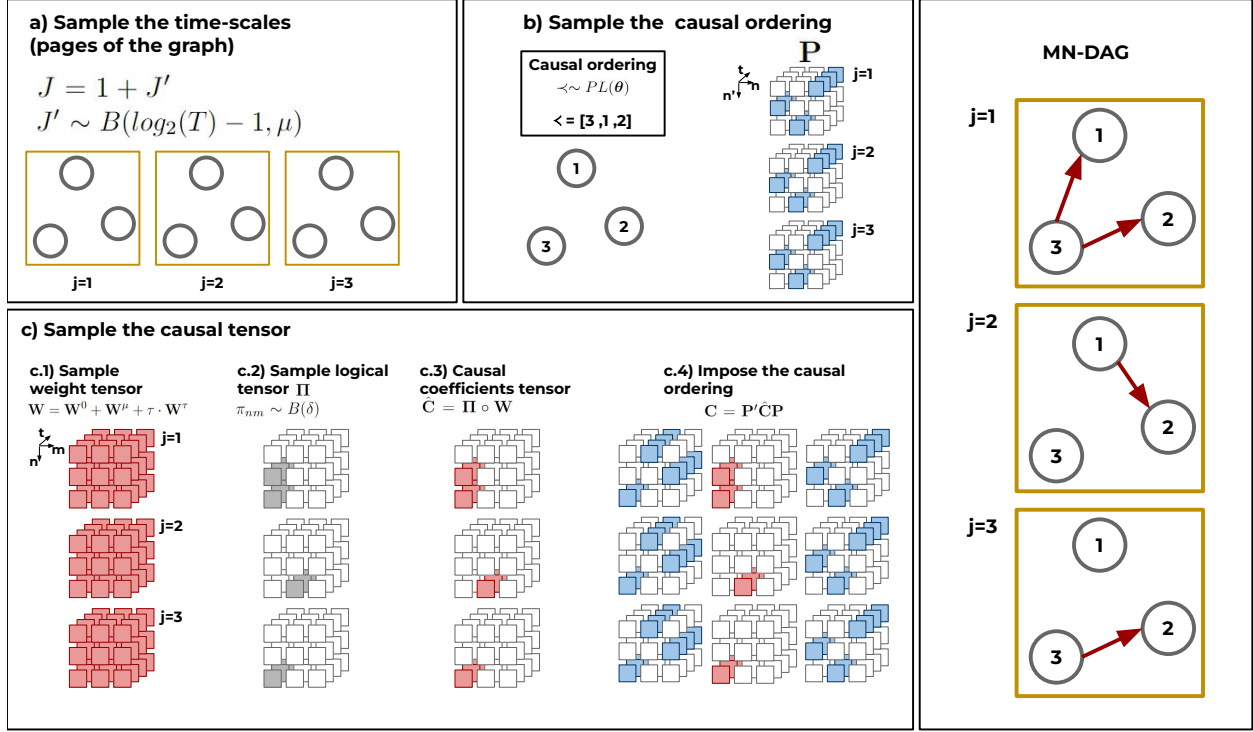 a) Sample the time-scales
(pages of the graph)
J = 1 + J′
J′ ∼ B(log₂(T) − 1, μ)
j=1
j=2
j=3
b) Sample the causal ordering
Causal ordering
≺∼ PL(θ)
≺ = [3 ,1 ,2]
1
2
3
P
t
n
n'
j=1
j=2
j=3
c) Sample the causal tensor
c.1) Sample
weight tensor
W = W⁰ + W^μ + τ · W^τ
t
m
n
j=1
j=2
j=3
c.2) Sample logical
tensor Π
π_nm ∼ B(δ)
c.3) Causal
coefficients tensor
Ĉ = Π ∘ W
c.4) Impose the causal
ordering
C = P′ĈP
MN-DAG
j=1
1
2
3
j=2
1
2
3
j=3
1
2
3